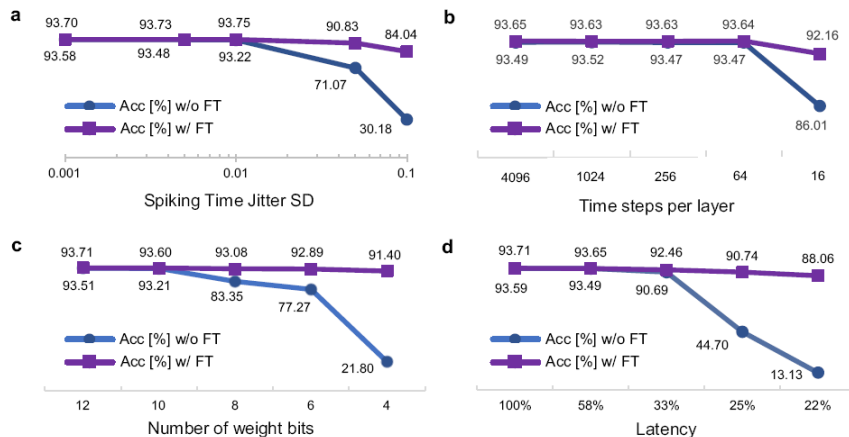 a
93.70 93.73 93.75 90.83 84.04
93.58 93.48 93.22 71.07 30.18
Acc [%] w/o FT
Acc [%] w/ FT
0.001 0.01 0.1
Spiking Time Jitter SD
b
93.65 93.63 93.63 93.64 92.16
93.49 93.52 93.47 93.47 86.01
Acc [%] w/o FT
Acc [%] w/ FT
4096 1024 256 64 16
Time steps per layer
c
93.71 93.60 93.08 92.89 91.40
93.51 93.21 83.35 77.27 21.80
Acc [%] w/o FT
Acc [%] w/ FT
12 10 8 6 4
Number of weight bits
d
93.71 93.65 92.46 90.74 88.06
93.59 93.49 90.69 44.70 13.13
Acc [%] w/o FT
Acc [%] w/ FT
100% 58% 33% 25% 22%
Latency